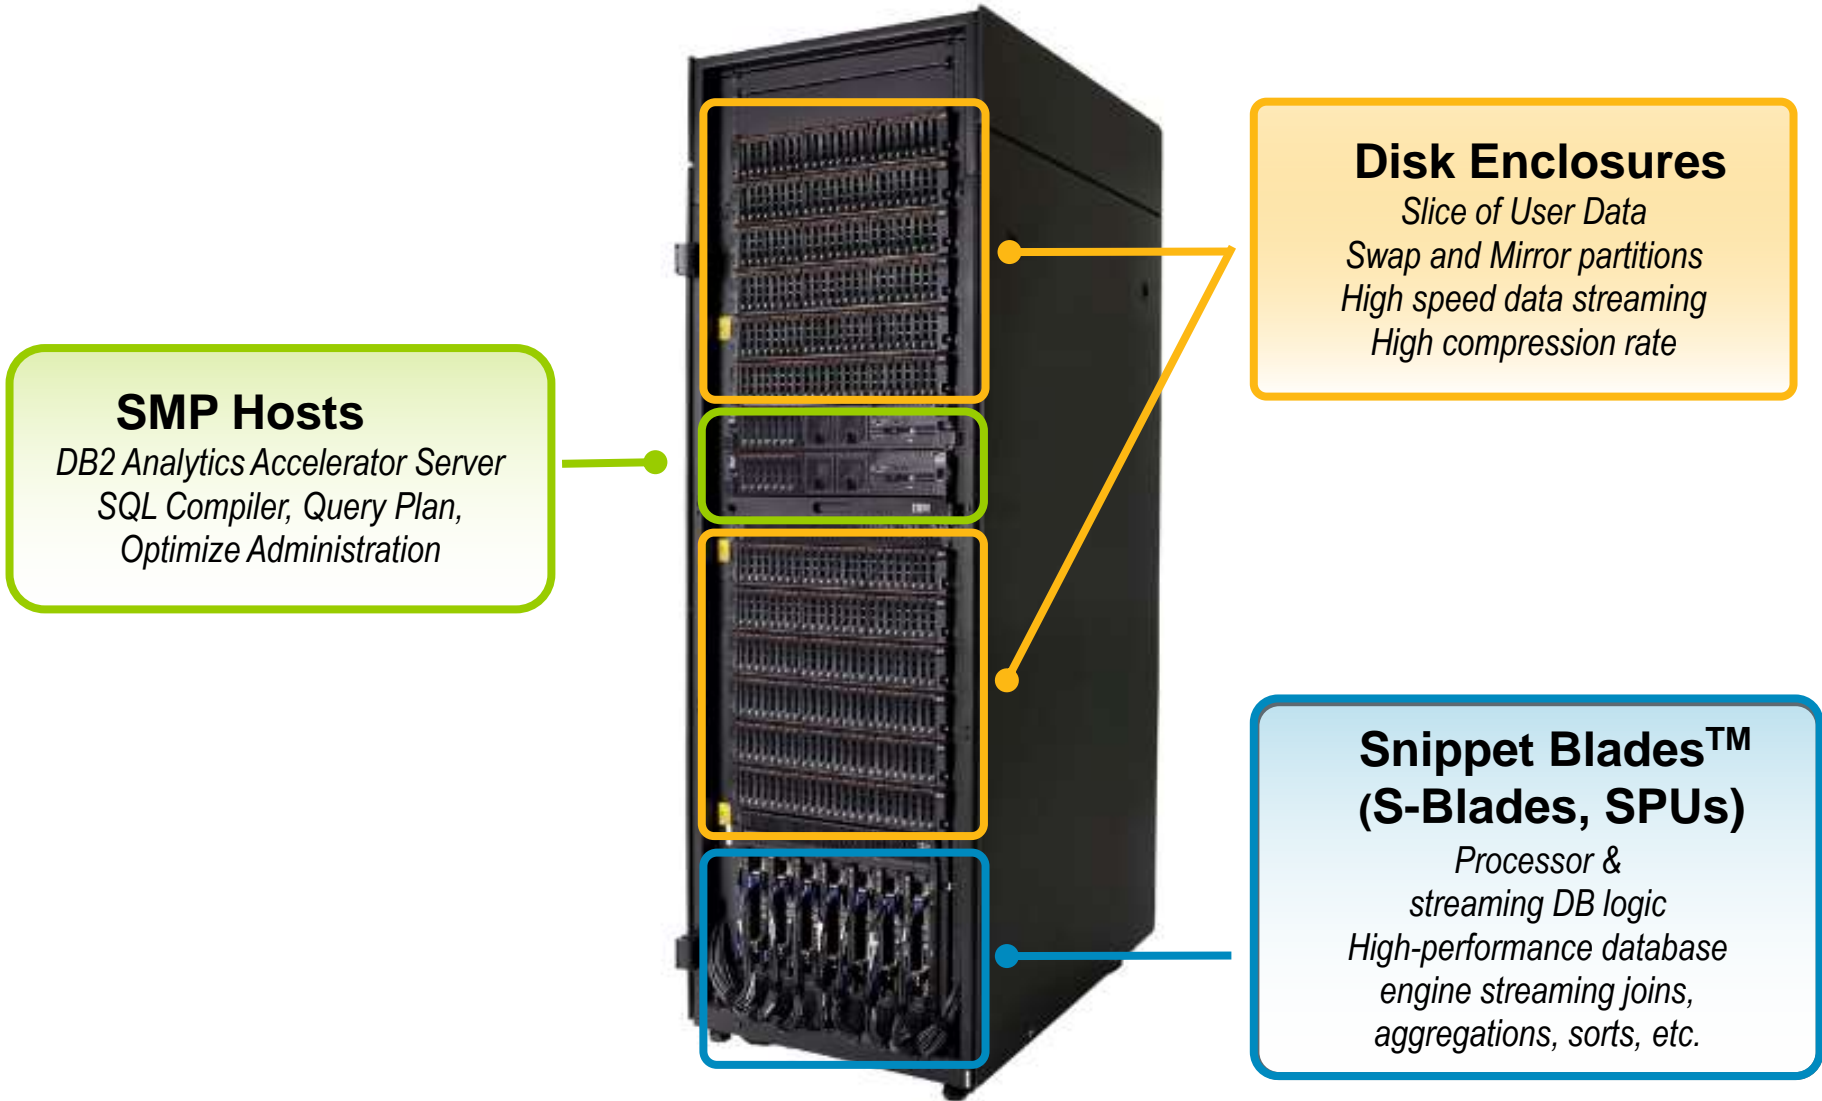 Disk Enclosures
Slice of User Data
Swap and Mirror partitions
High speed data streaming
High compression rate
SMP Hosts
DB2 Analytics Accelerator Server
SQL Compiler, Query Plan,
Optimize Administration
Snippet Blades™
(S-Blades, SPUs)
Processor &
streaming DB logic
High-performance database
engine streaming joins,
aggregations, sorts, etc.
IBM